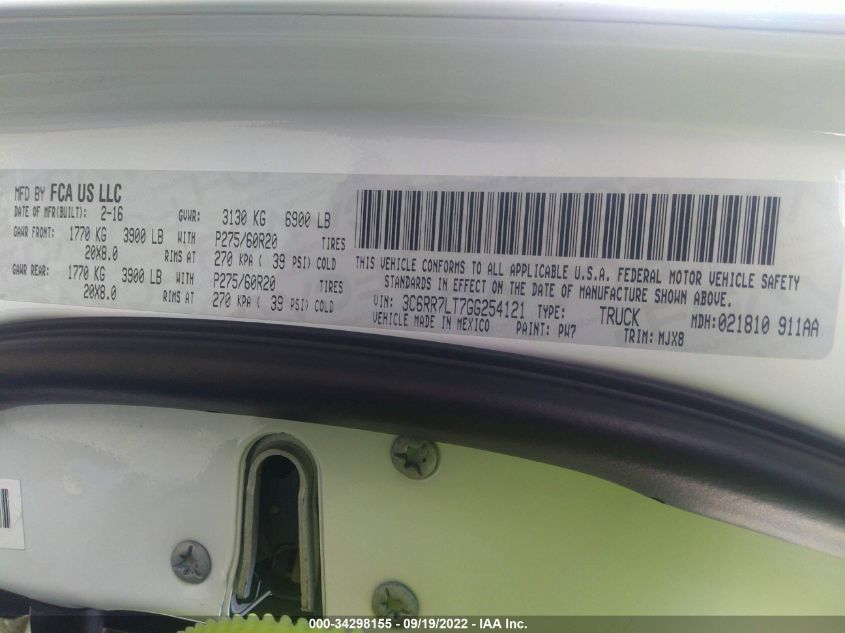 MFD BY FCA US LLC
DATE OF MFR(BUILT): 2-16 GVWR: 3130 KG 6900 LB
GAWR FRONT: 1770 KG 3900 LB WITH P275/60R20 TIRES
20X8.0 RIMS AT 270 KPA ( 39 PSI) COLD
GAWR REAR: 1770 KG 3900 LB WITH P275/60R20 TIRES
20X8.0 RIMS AT 270 KPA ( 39 PSI) COLD
THIS VEHICLE CONFORMS TO ALL APPLICABLE U.S.A. FEDERAL MOTOR VEHICLE SAFETY
STANDARDS IN EFFECT ON THE DATE OF MANUFACTURE SHOWN ABOVE.
VIN: 3C6RR7LT7GG254121 TYPE: TRUCK MDH:021810 911AA
VEHICLE MADE IN MEXICO PAINT: PW7 TRIM: MJX8
000-34298155 - 09/19/2022 - IAA Inc.